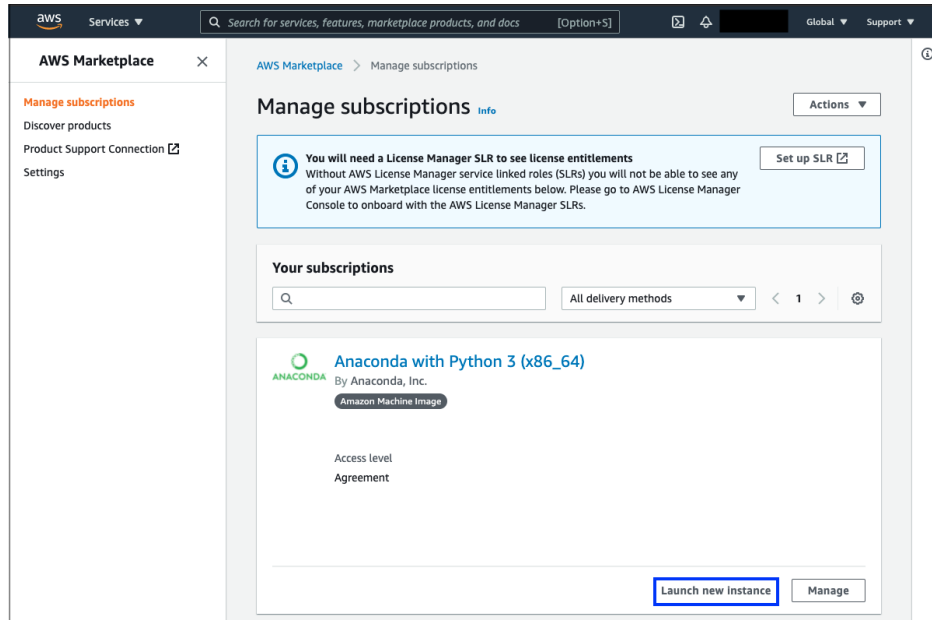 aws
Services ▼
Search for services, features, marketplace products, and docs [Option+S]
Global ▼
Support ▼
AWS Marketplace
Manage subscriptions
Discover products
Product Support Connection
Settings
AWS Marketplace > Manage subscriptions
Manage subscriptions Info
Actions ▼
You will need a License Manager SLR to see license entitlements
Without AWS License Manager service linked roles (SLRs) you will not be able to see any
of your AWS Marketplace license entitlements below. Please go to AWS License Manager
Console to onboard with the AWS License Manager SLRs.
Set up SLR
Your subscriptions
All delivery methods ▼
< 1 >
ANACONDA
Anaconda with Python 3 (x86_64)
By Anaconda, Inc.
Amazon Machine Image
Access level
Agreement
Launch new instance
Manage